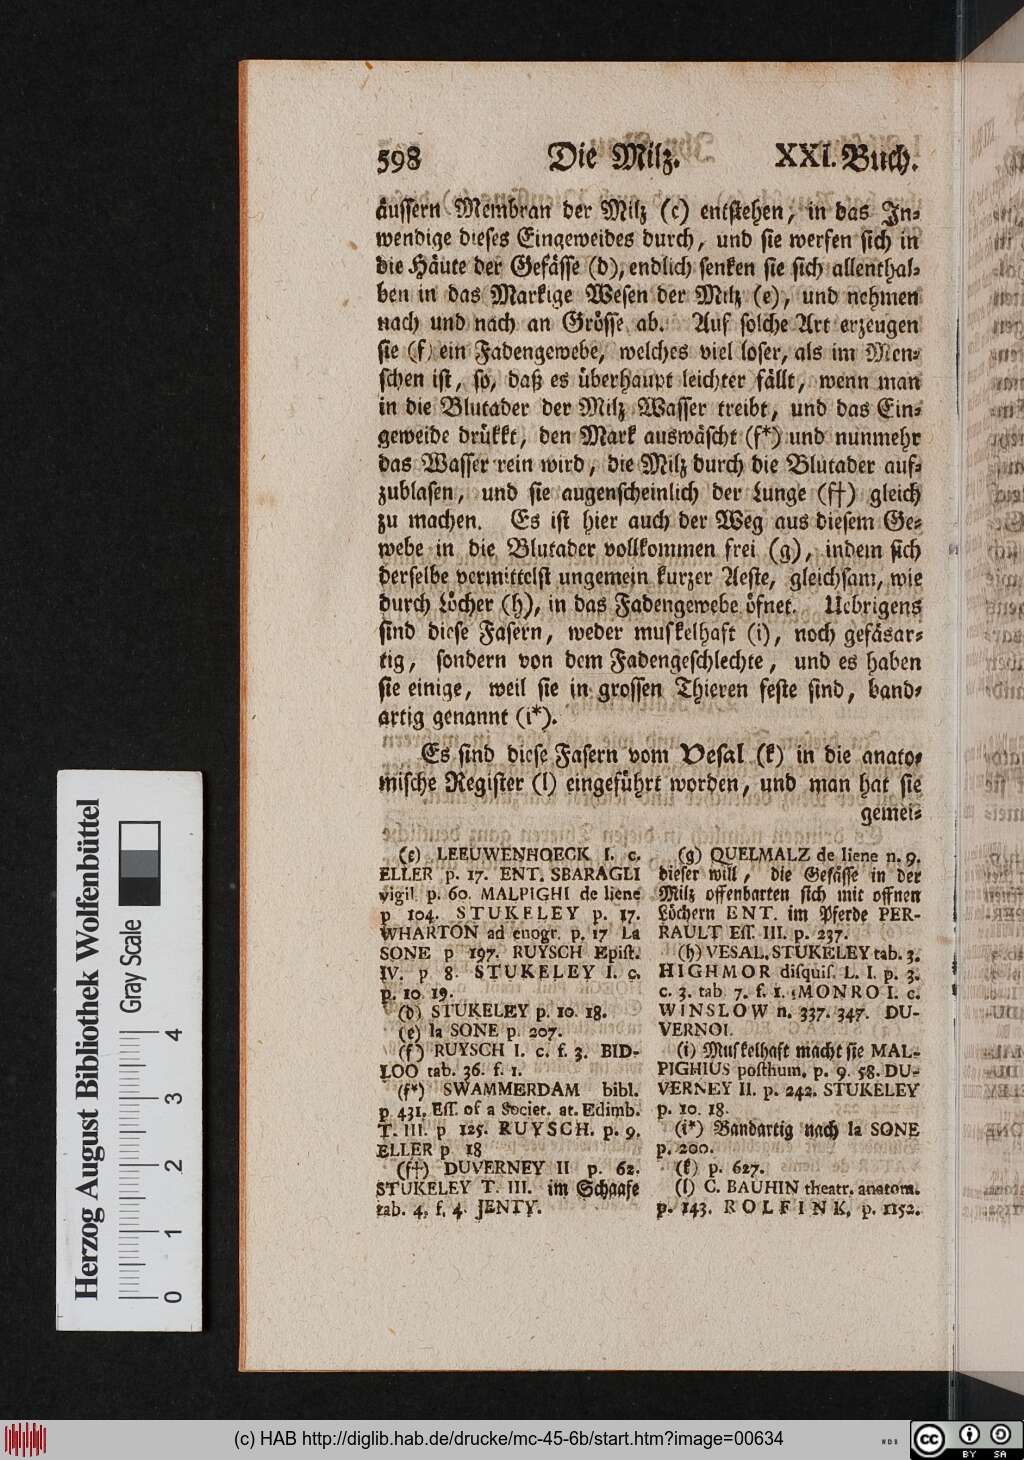 598 Die Milz. XXI. Buch.
äussern Membran der Milz (c) entstehen, in das In-
wendige dieses Eingeweides durch, und sie werfen sich in
die Häute der Gefässe (d), endlich senken sie sich allenthal-
ben in das Markige Wesen der Milz (e), und nehmen
nach und nach an Grösse ab. Auf solche Art erzeugen
sie (f) ein Fadengewebe, welches viel loser, als im Men-
schen ist, so, daß es überhaupt leichter fällt, wenn man
in die Blutader der Milz Wasser treibt, und das Ein-
geweide drükkt, den Mark auswäscht (f*) und nunmehr
das Wasser rein wird, die Milz durch die Blutader auf-
zublasen, und sie augenscheinlich der Lunge (f†) gleich
zu machen. Es ist hier auch der Weg aus diesem Ge-
webe in die Blutader vollkommen frei (g), indem sich
derselbe vermittelst ungemein kurzer Aeste, gleichsam, wie
durch Löcher (h), in das Fadengewebe öfnet. Uebrigens
sind diese Fasern, weder muskelhaft (i), noch gefäsar-
tig, sondern von dem Fadengeschlechte, und es haben
sie einige, weil sie in grossen Thieren feste sind, band-
artig genannt (i*).
Es sind diese Fasern vom Vesal (k) in die anato-
mische Register (l) eingeführt worden, und man hat sie
gemei-
(c) LEEUWENHOECK l. c.
ELLER p. 17. ENT. SBARAGLI
vigil. p. 60. MALPIGHI de liene
p 104. STUKELEY p. 17.
WHARTON ad enogr. p. 17 La
SONE p 197. RUYSCH Epist.
IV. p 8. STUKELEY l. c.
p. 10. 19.
(d) STUKELEY p. 10. 18.
(e) la SONE p. 207.
(f) RUYSCH l. c. f. 3. BID-
LOO tab. 36. f. 1.
(f*) SWAMMERDAM bibl.
p 431. Ess. of a Societ. at. Edimb.
T. III. p 125. RUYSCH. p. 9.
ELLER p 18
(f†) DUVERNEY II p. 62.
STUKELEY T. III. im Schaafe
tab. 4. f. 4. JENTY.
(g) QUELMALZ de liene n. 9.
dieser will, die Gefässe in der
Milz offenbarten sich mit offnen
Löchern ENT. im Pferde PER-
RAULT Ess. III. p. 237.
(h) VESAL, STUKELEY tab. 3.
HIGHMOR disquis. L. I. p. 3.
c. 3. tab. 7. f. 1. MONRO l. c.
WINSLOW n. 337. 347. DU-
VERNOI.
(i) Muskelhaft macht sie MAL-
PIGHIUS posthum. p. 9. 58. DU-
VERNEY II. p. 242. STUKELEY
p. 10. 18.
(i*) Bandartig nach la SONE
p. 200.
(k) p. 627.
(l) C. BAUHIN theatr. anatom.
p. 143. ROLFINK, p. 1152.
Herzog August Bibliothek Wolfenbüttel
Gray Scale
0 1 2 3 4
(c) HAB http://diglib.hab.de/drucke/mc-45-6b/start.htm?image=00634
cc BY SA